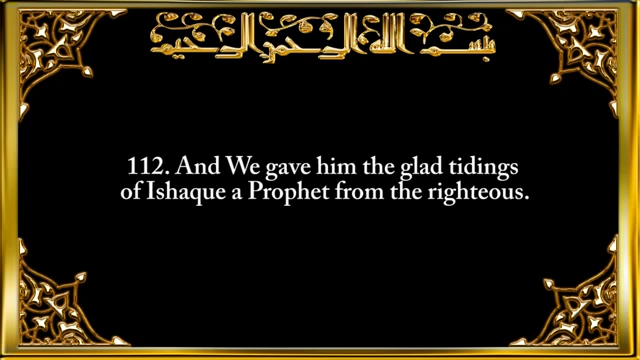 بسم الله الرحمن الرحيم
112. And We gave him the glad tidings
of Ishaque a Prophet from the righteous.